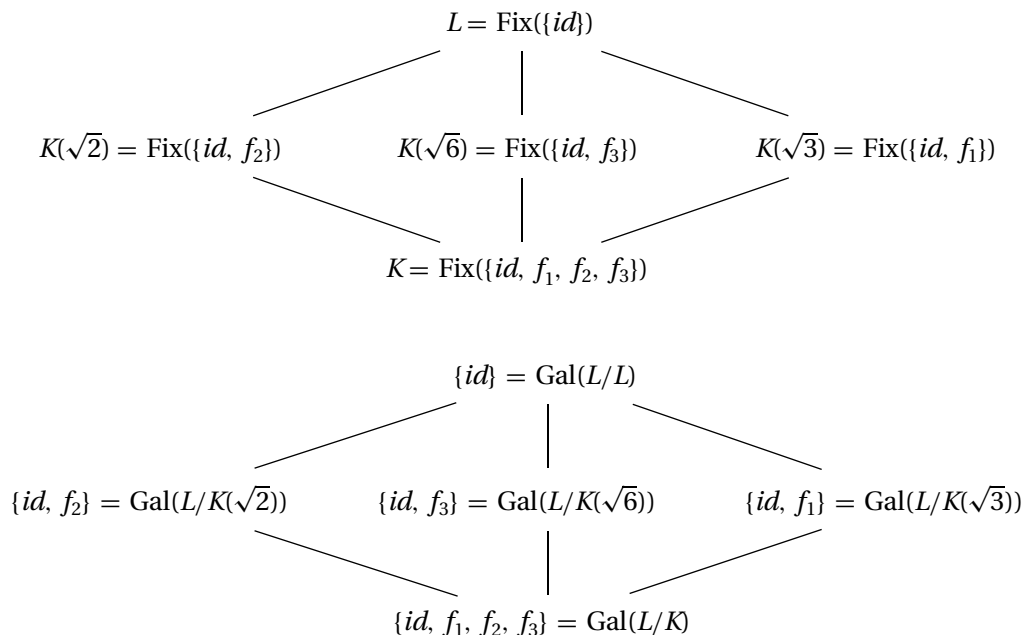 L = Fix({id})
K(√2) = Fix({id, f₂}) K(√6) = Fix({id, f₃}) K(√3) = Fix({id, f₁})
K = Fix({id, f₁, f₂, f₃})
{id} = Gal(L/L)
{id, f₂} = Gal(L/K(√2)) {id, f₃} = Gal(L/K(√6)) {id, f₁} = Gal(L/K(√3))
{id, f₁, f₂, f₃} = Gal(L/K)